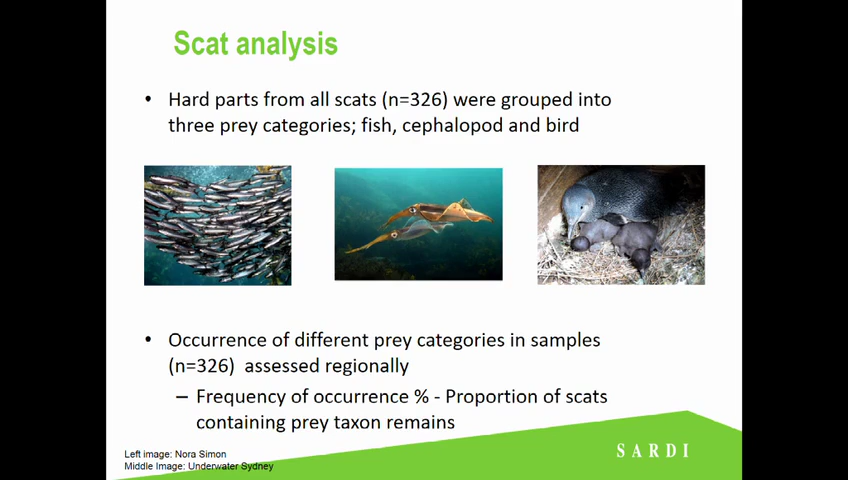 Scat analysis
• Hard parts from all scats (n=326) were grouped into
three prey categories; fish, cephalopod and bird
• Occurrence of different prey categories in samples
(n=326) assessed regionally
– Frequency of occurrence % - Proportion of scats
containing prey taxon remains
Left image: Nora Simon
Middle Image: Underwater Sydney
SARDI